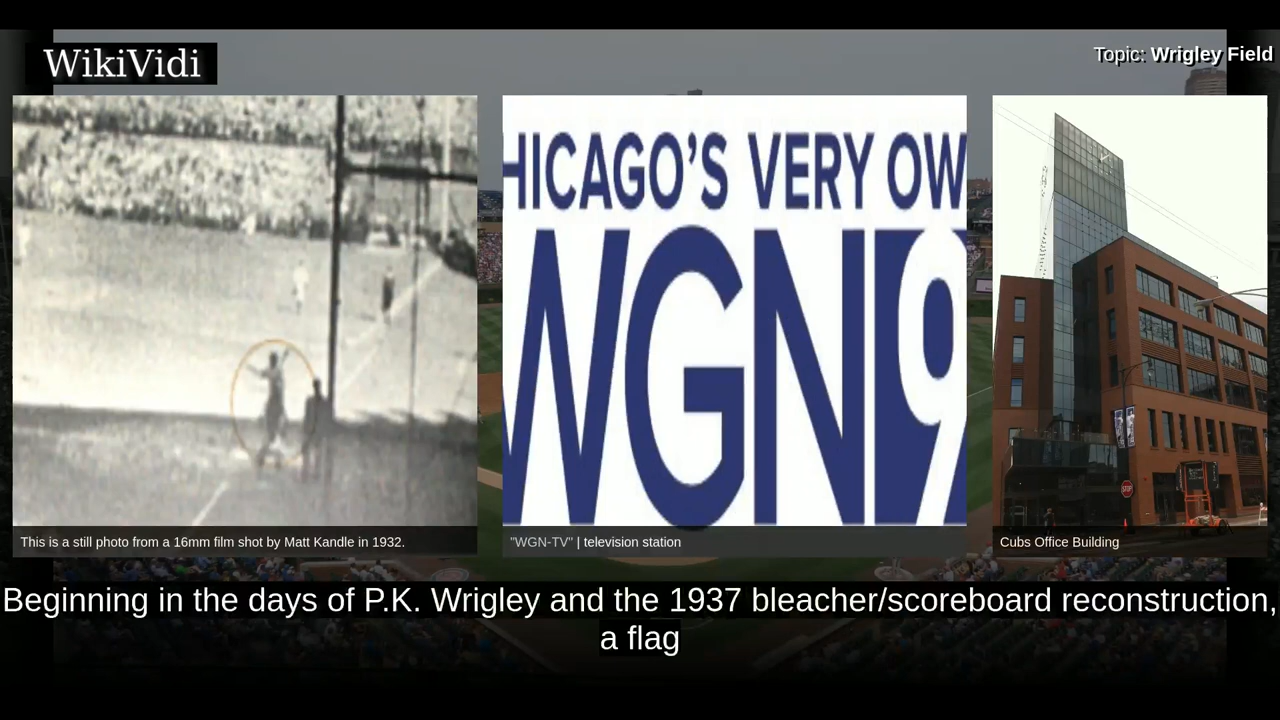 WikiVidi
Topic: Wrigley Field
HICAGO'S VERY OW
WGN9
STOP
This is a still photo from a 16mm film shot by Matt Kandle in 1932.
"WGN-TV" | television station
Cubs Office Building
Beginning in the days of P.K. Wrigley and the 1937 bleacher/scoreboard reconstruction,
a flag